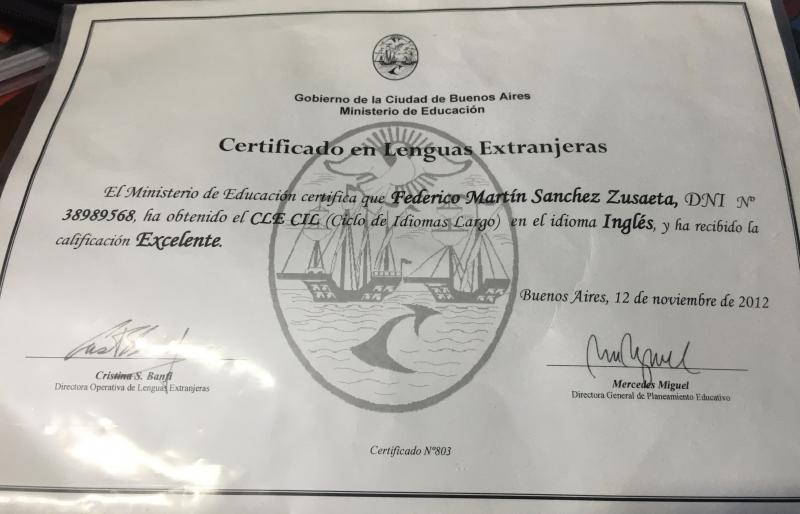 Gobierno de la Ciudad de Buenos Aires
Ministerio de Educación
Certificado en Lenguas Extranjeras
El Ministerio de Educación certifica que Federico Martín Sanchez Zusaeta, DNI Nº
38989568, ha obtenido el CLE CIL (Ciclo de Idiomas Largo) en el idioma Inglés, y ha recibido la
calificación Excelente.
Buenos Aires, 12 de noviembre de 2012
Cristina S. Banfi
Directora Operativa de Lenguas Extranjeras
Mercedes Miguel
Directora General de Planeamiento Educativo
Certificado Nº803